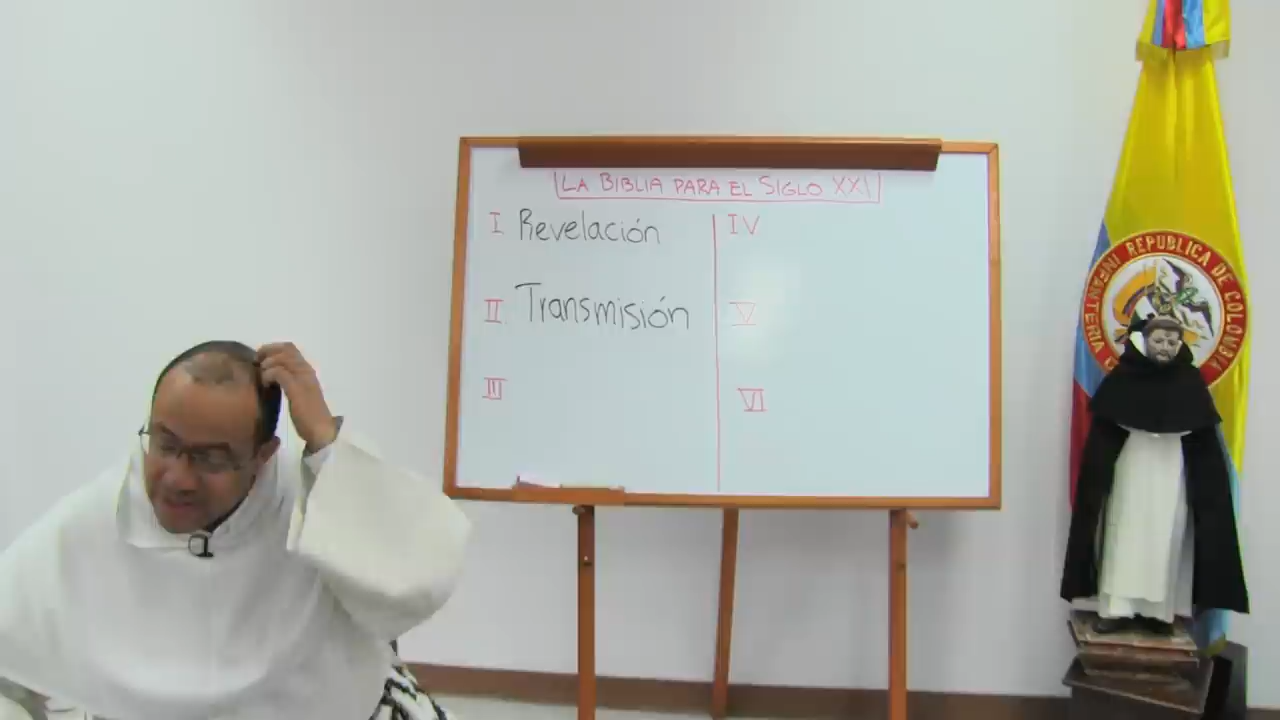 LA BIBLIA PARA EL SIGLO XXI
I Revelación
II Transmisión
III
IV
V
VI
REPUBLICA DE COLOMBIA
INFANTERIA